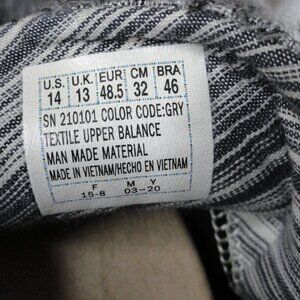 U.S. U.K. EUR CM BRA
14 13 48.5 32 46
SN 210101 COLOR CODE:GRY
TEXTILE UPPER BALANCE
MAN MADE MATERIAL
MADE IN VIETNAM/HECHO EN VIETNAM
F M Y
15-8 03-20